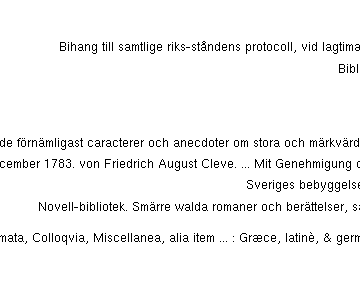 Bihang till samtlige riks-ståndens protocoll, vid lagtima
Bibl
de förnämligast caracterer och anecdoter om stora och märkvärd
cember 1783. von Friedrich August Cleve. ... Mit Genehmigung
Sveriges bebyggelse
Novell-bibliotek. Smärre walda romaner och berättelser, s
mata, Colloqvia, Miscellanea, alia item ... : Græce, latinè, & germ